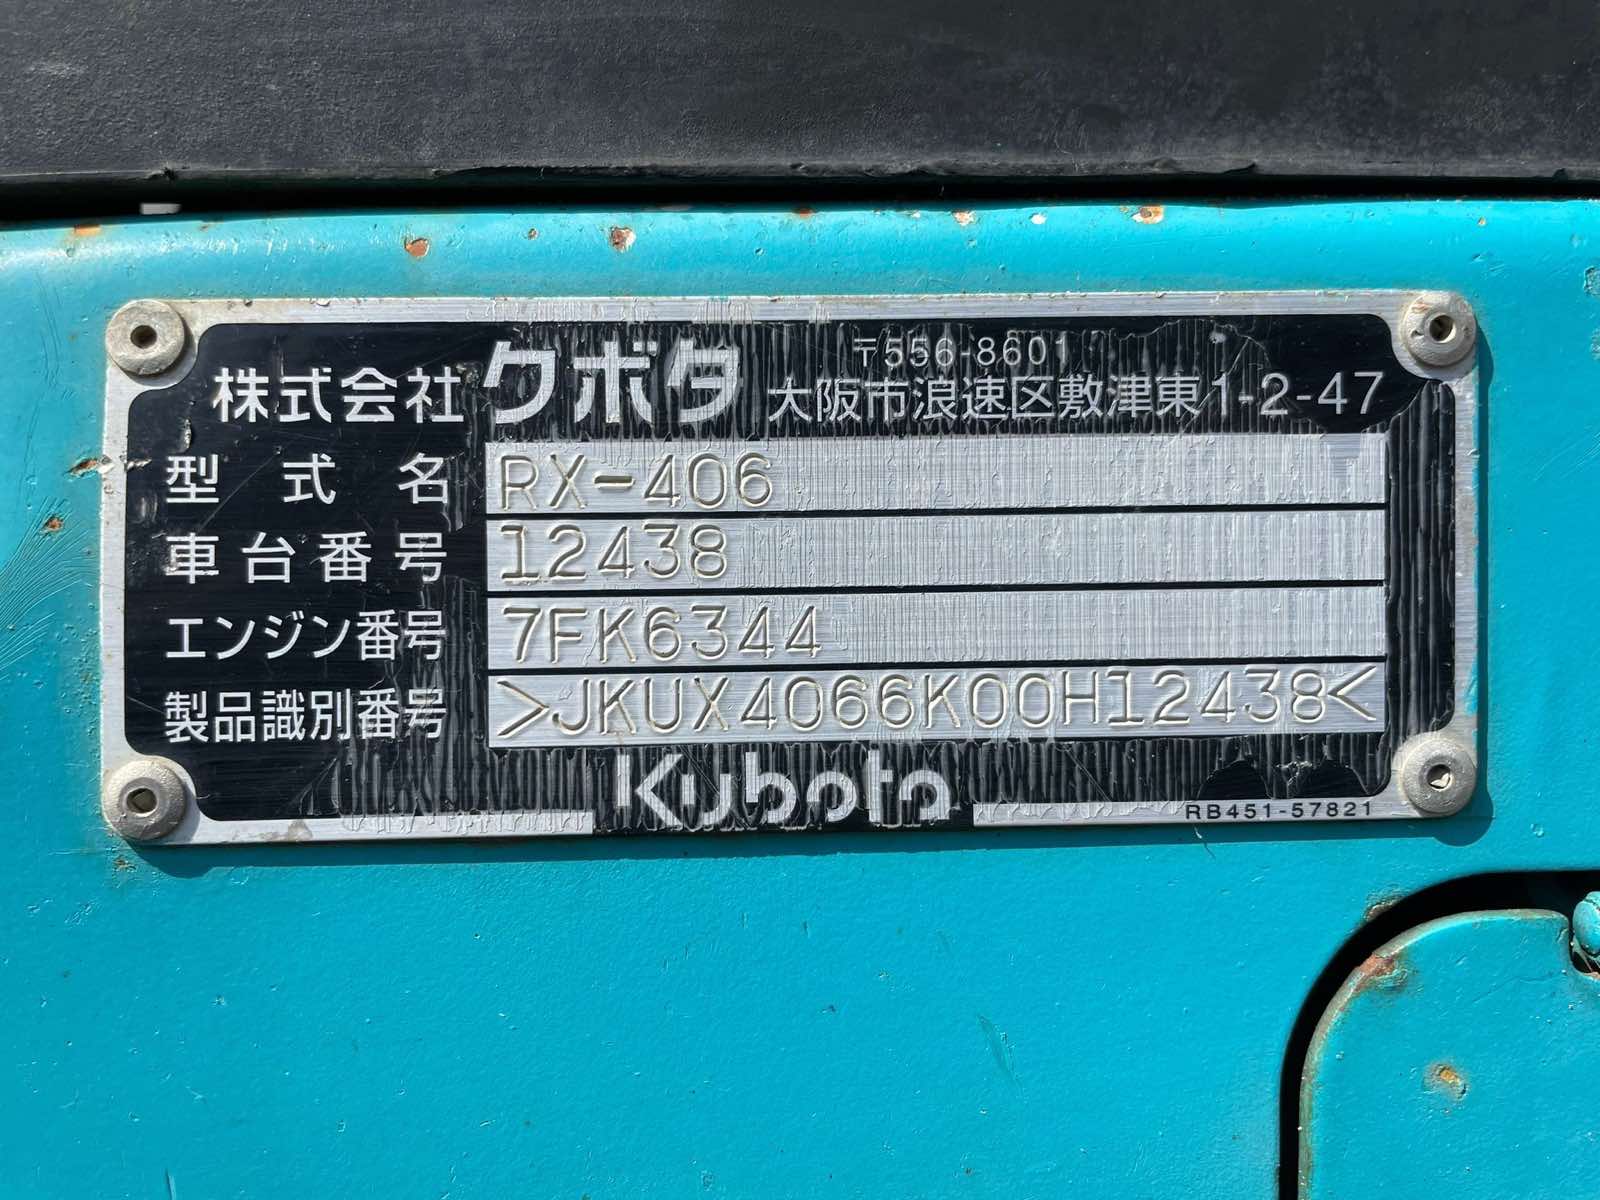 株式会社クボタ 〒556-8601
大阪市浪速区敷津東1-2-47
型式名 RX-406
車台番号 12438
エンジン番号 7FK6344
製品識別番号 >JKUX4066K00H12438<
Kubota
RB451-57821